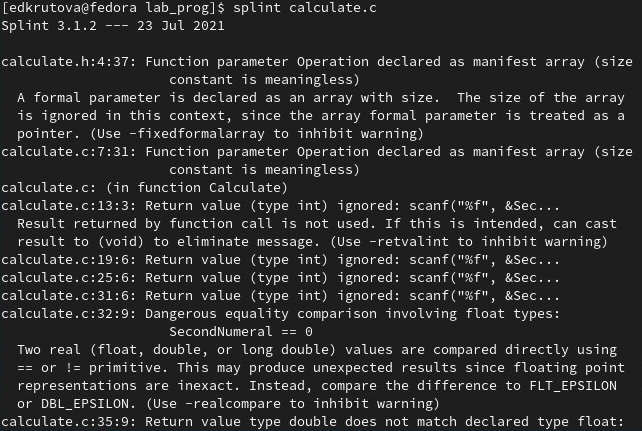 [edkrutova@fedora lab_prog]$ splint calculate.c
Splint 3.1.2 --- 23 Jul 2021

calculate.h:4:37: Function parameter Operation declared as manifest array (size
                     constant is meaningless)
  A formal parameter is declared as an array with size.  The size of the array
  is ignored in this context, since the array formal parameter is treated as a
  pointer. (Use -fixedformalarray to inhibit warning)
calculate.c:7:31: Function parameter Operation declared as manifest array (size
                     constant is meaningless)
calculate.c: (in function Calculate)
calculate.c:13:3: Return value (type int) ignored: scanf("%f", &Sec...
  Result returned by function call is not used. If this is intended, can cast
  result to (void) to eliminate message. (Use -retvalint to inhibit warning)
calculate.c:19:6: Return value (type int) ignored: scanf("%f", &Sec...
calculate.c:25:6: Return value (type int) ignored: scanf("%f", &Sec...
calculate.c:31:6: Return value (type int) ignored: scanf("%f", &Sec...
calculate.c:32:9: Dangerous equality comparison involving float types:
                     SecondNumeral == 0
  Two real (float, double, or long double) values are compared directly using
  == or != primitive. This may produce unexpected results since floating point
  representations are inexact. Instead, compare the difference to FLT_EPSILON
  or DBL_EPSILON. (Use -realcompare to inhibit warning)
calculate.c:35:9: Return value type double does not match declared type float: